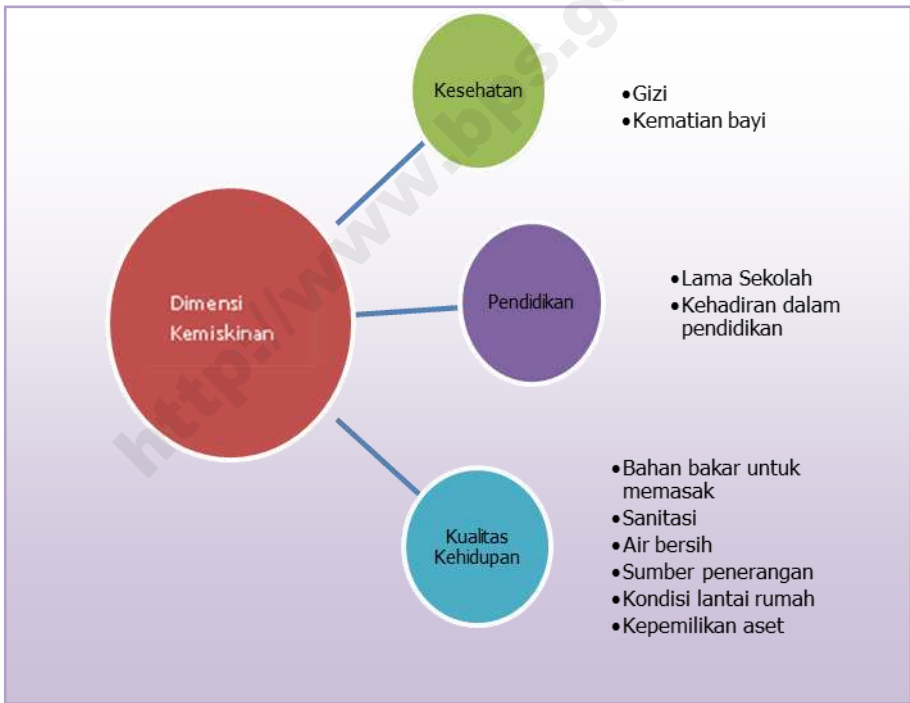 Kesehatan
•Gizi
•Kematian bayi
Dimensi
Kemiskinan
Pendidikan
•Lama Sekolah
•Kehadiran dalam
pendidikan
Kualitas
Kehidupan
•Bahan bakar untuk
memasak
•Sanitasi
•Air bersih
•Sumber penerangan
•Kondisi lantai rumah
•Kepemilikan aset
http://www.bps.g